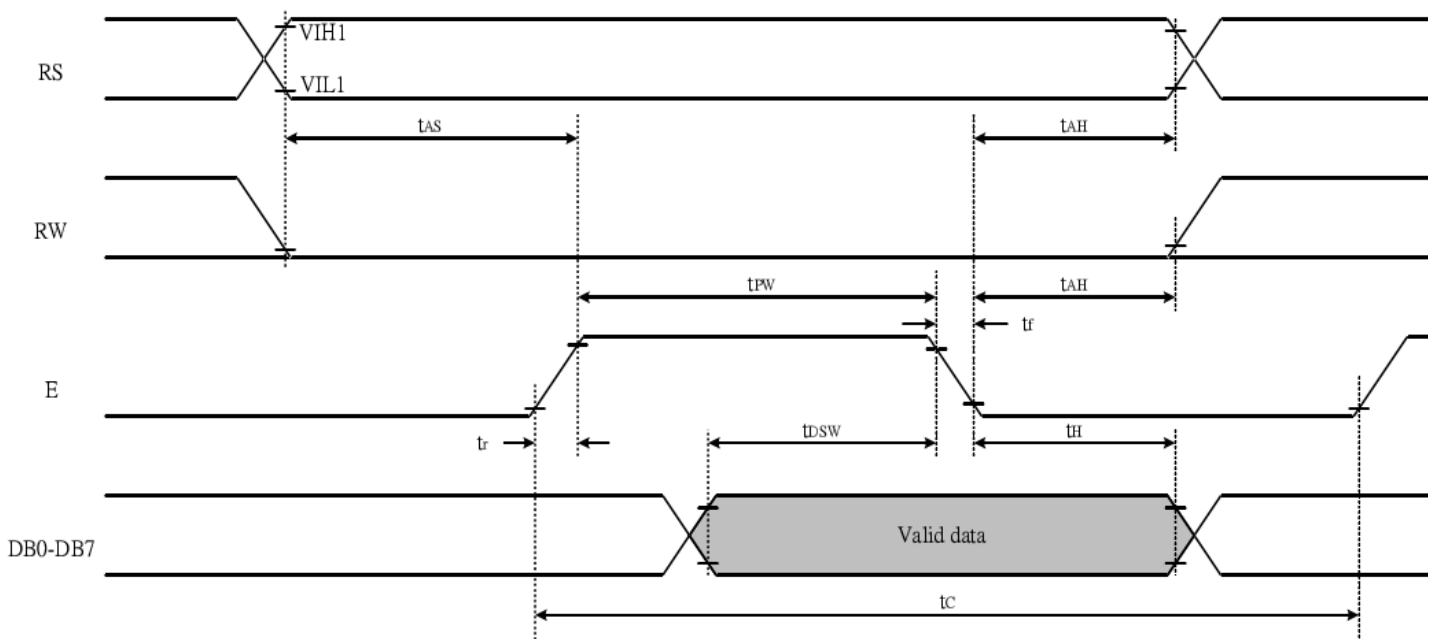 VIH1
RS
VIL1
tAS
tAH
RW
tPW
tAH
tf
E
tr
tDSW
tH
Valid data
DB0-DB7
tC